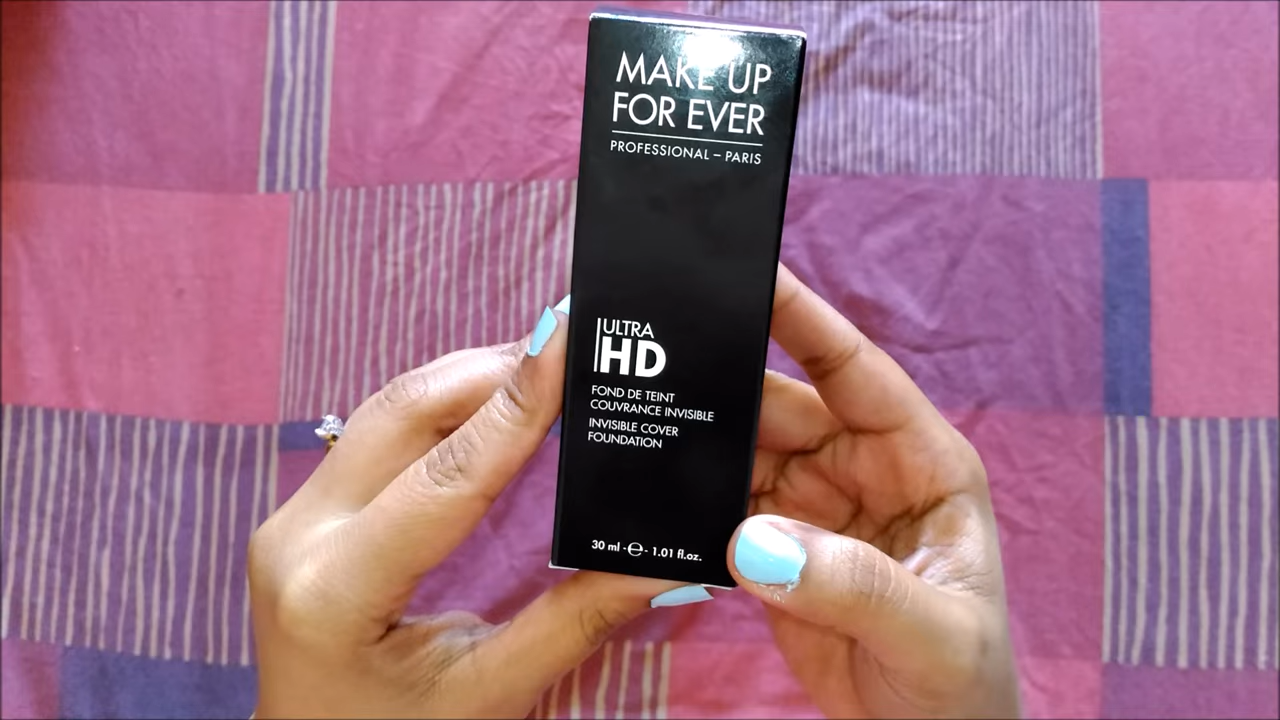 MAKE UP
FOR EVER
PROFESSIONAL – PARIS
ULTRA
HD
FOND DE TEINT
COUVRANCE INVISIBLE
INVISIBLE COVER
FOUNDATION
30 ml - ℮ - 1.01 fl.oz.